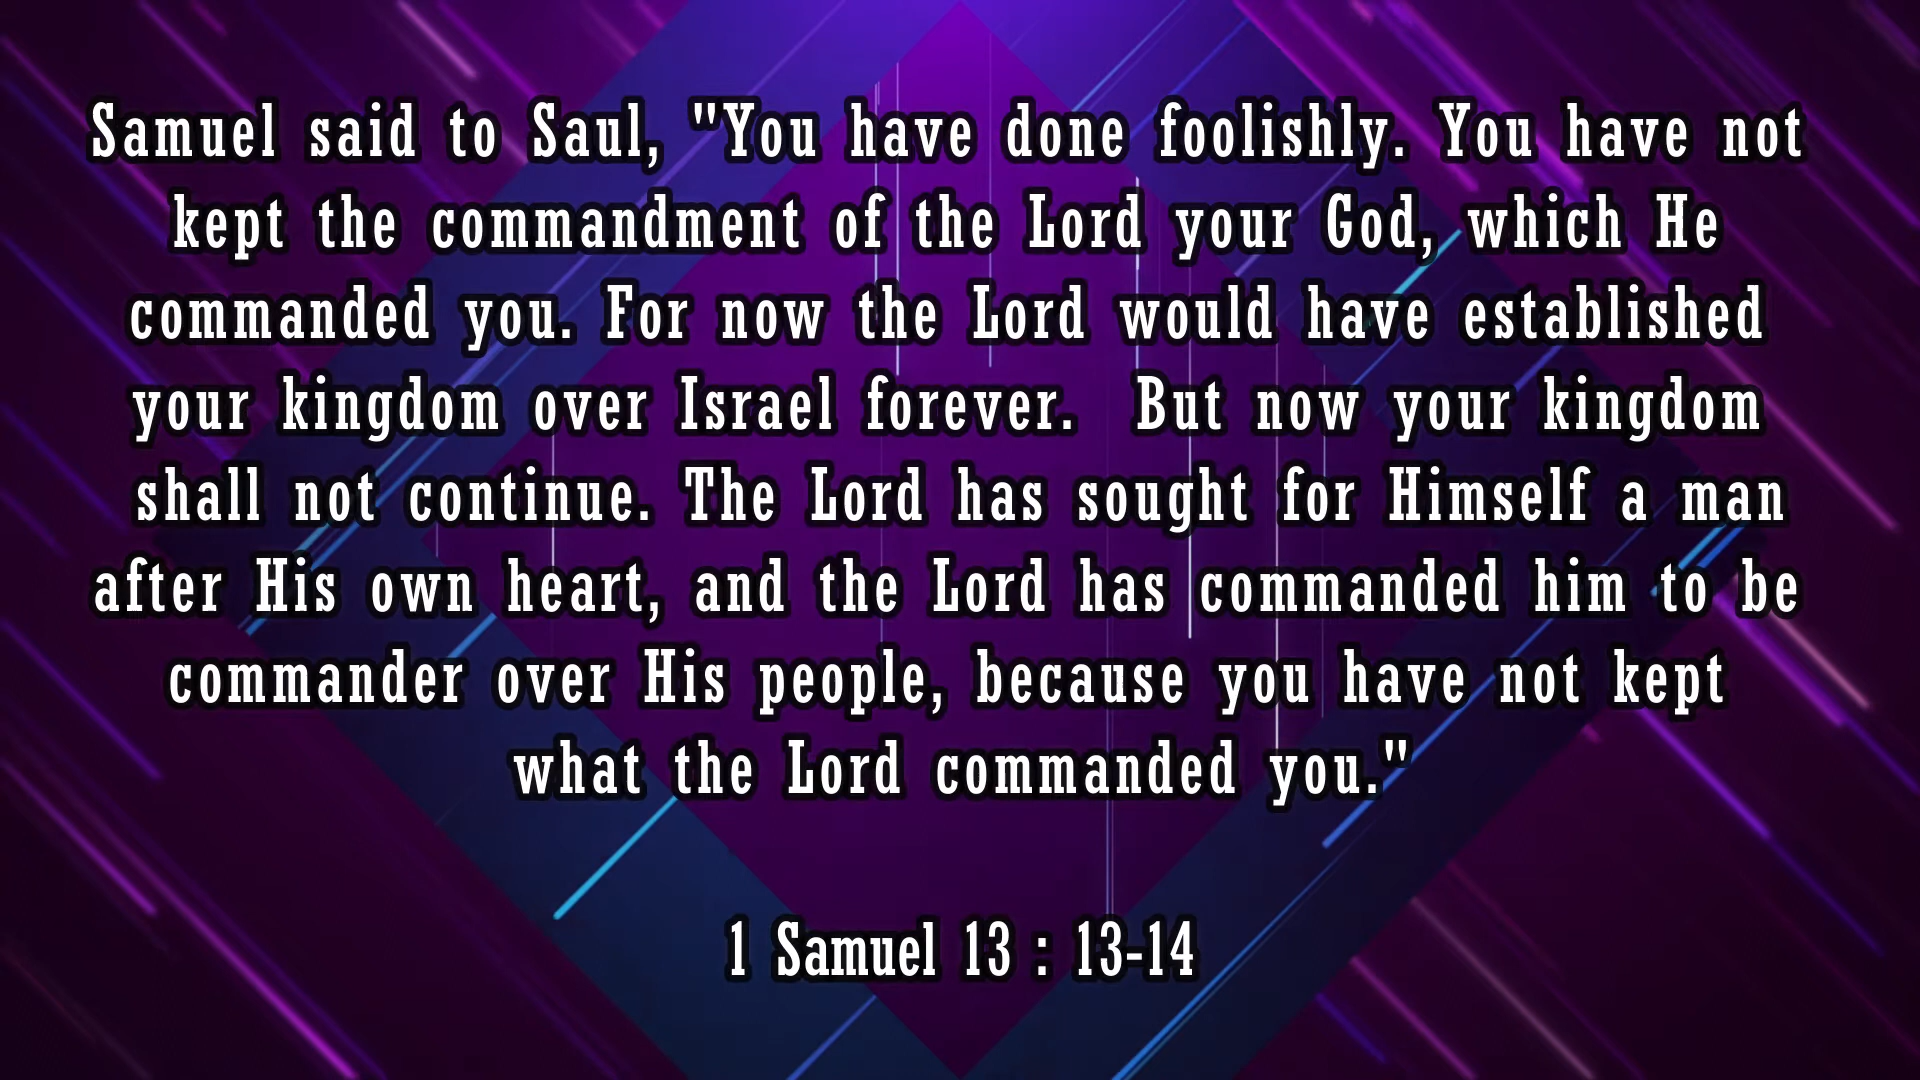 Samuel said to Saul, "You have done foolishly. You have not
kept the commandment of the Lord your God, which He
commanded you. For now the Lord would have established
your kingdom over Israel forever.  But now your kingdom
shall not continue. The Lord has sought for Himself a man
after His own heart, and the Lord has commanded him to be
commander over His people, because you have not kept
what the Lord commanded you."
1 Samuel 13 : 13-14